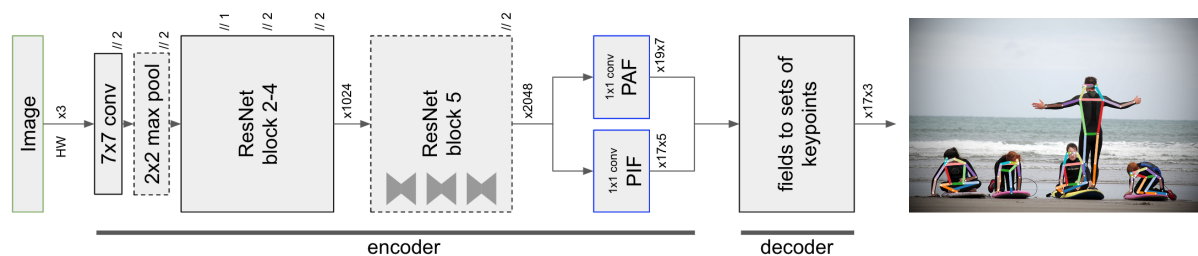 Image
x3
HW
7x7 conv
// 2
2x2 max pool
// 2
// 1
// 2
// 2
ResNet
block 2-4
x1024
// 2
ResNet
block 5
x2048
1x1 conv
PAF
x19x7
1x1 conv
PIF
x17x5
fields to sets of
keypoints
x17x3
encoder
decoder